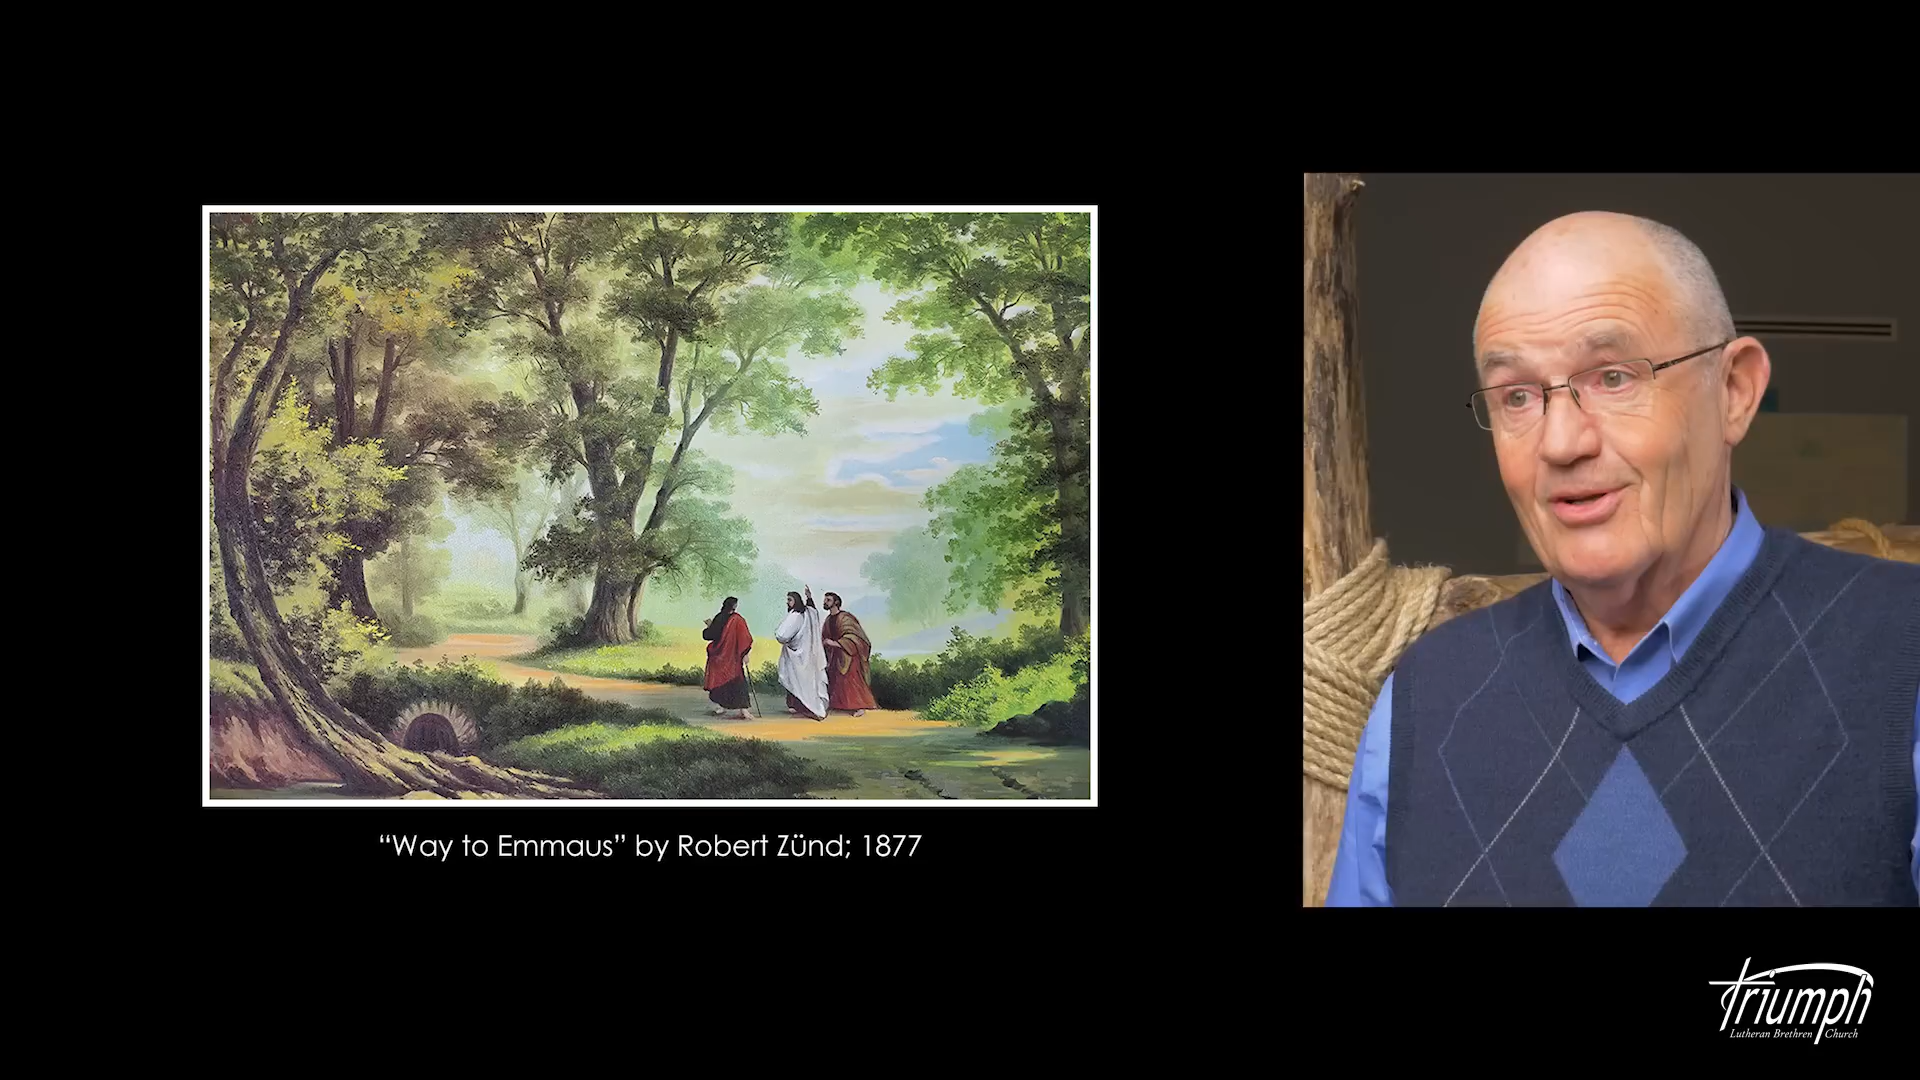 “Way to Emmaus” by Robert Zünd; 1877
Triumph
Lutheran Brethren Church